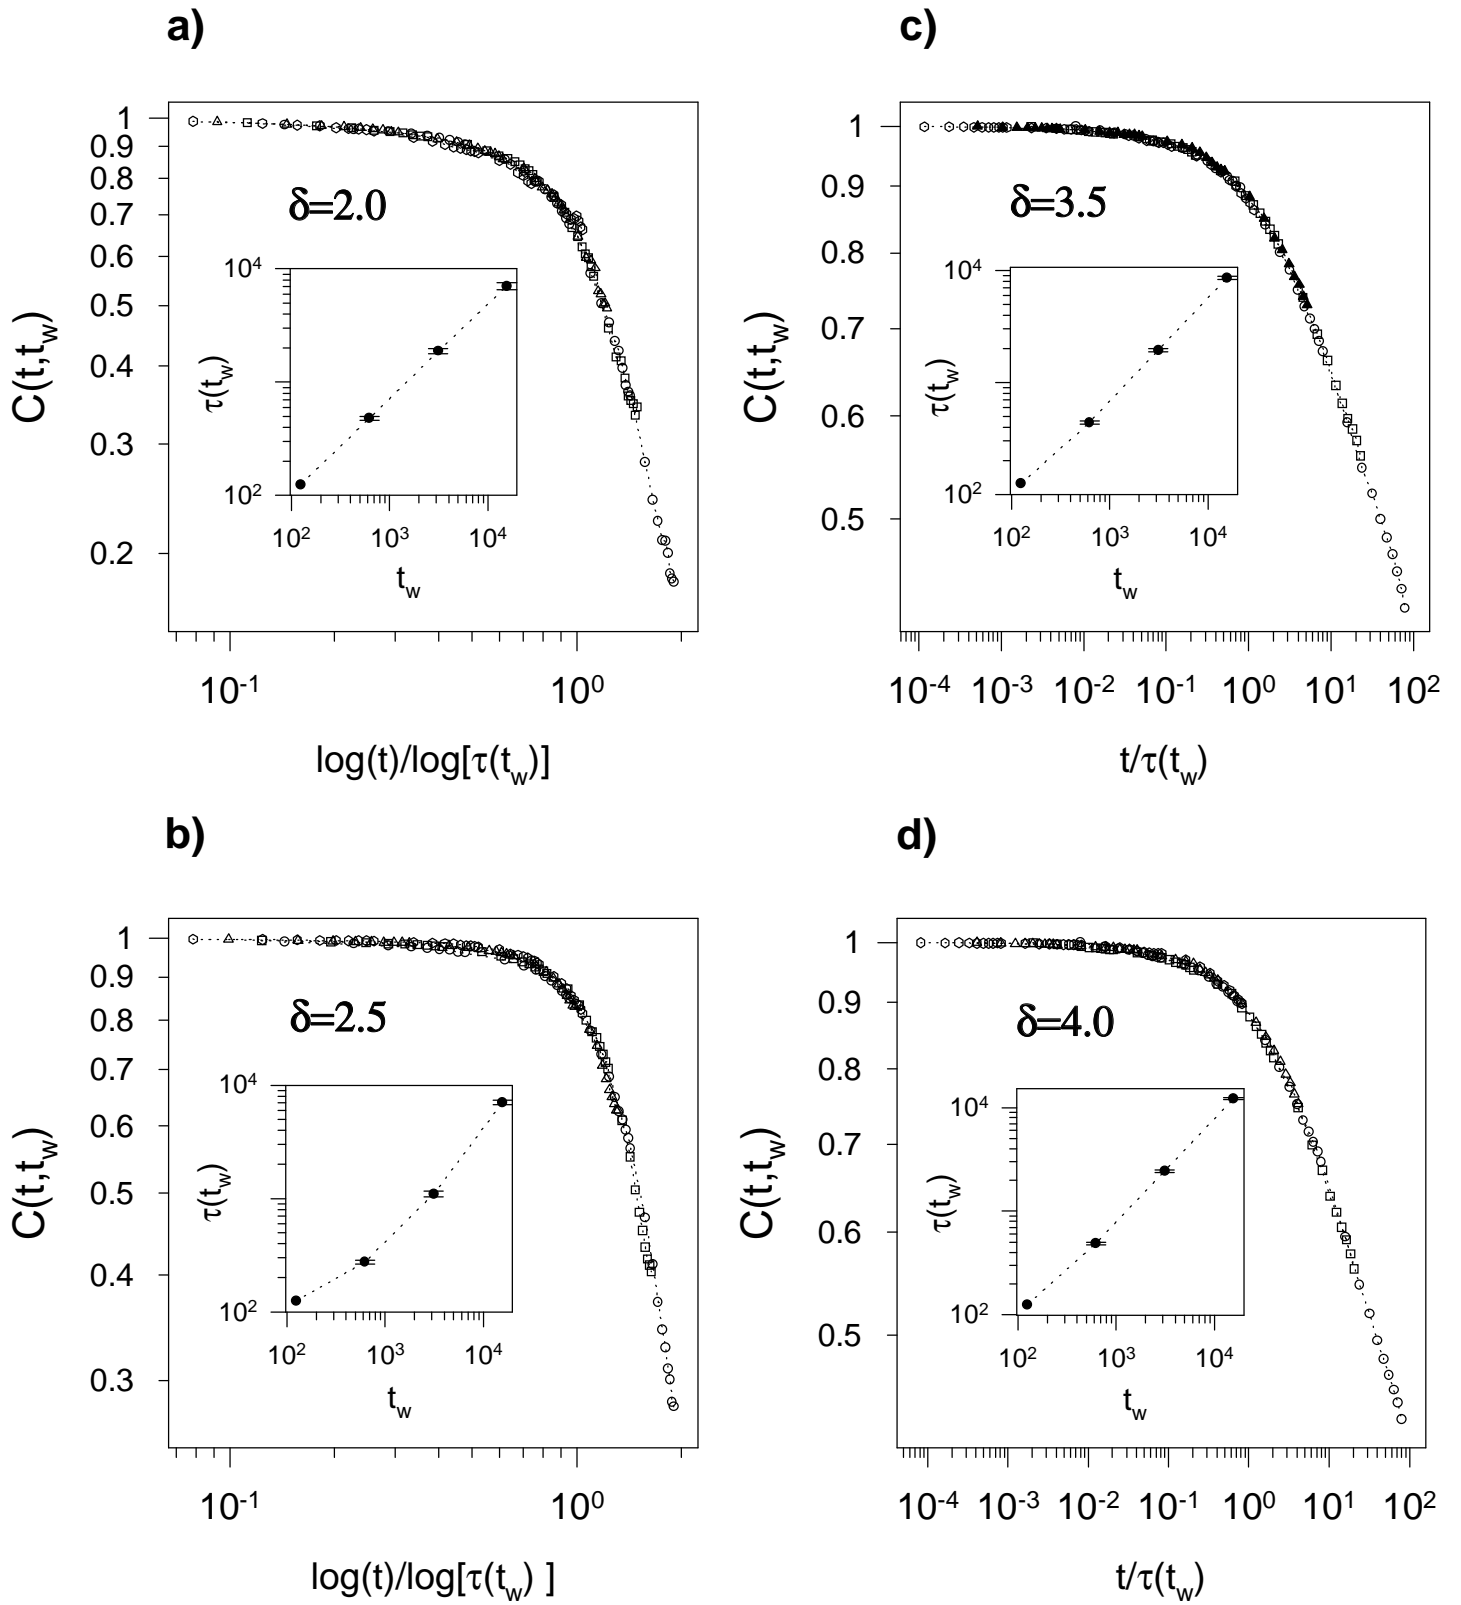 a)
1
0.9
0.8
0.7
0.6
0.5
0.4
0.3
0.2
C(t,t_w)
δ=2.0
10^4
10^2
τ(t_w)
10^2 10^3 10^4
t_w
10^-1 10^0
log(t)/log[τ(t_w)]
c)
1
0.9
0.8
0.7
0.6
0.5
C(t,t_w)
δ=3.5
10^4
10^2
τ(t_w)
10^2 10^3 10^4
t_w
10^-4 10^-3 10^-2 10^-1 10^0 10^1 10^2
t/τ(t_w)
b)
1
0.9
0.8
0.7
0.6
0.5
0.4
0.3
C(t,t_w)
δ=2.5
10^4
10^2
τ(t_w)
10^2 10^3 10^4
t_w
10^-1 10^0
log(t)/log[τ(t_w) ]
d)
1
0.9
0.8
0.7
0.6
0.5
C(t,t_w)
δ=4.0
10^4
10^2
τ(t_w)
10^2 10^3 10^4
t_w
10^-4 10^-3 10^-2 10^-1 10^0 10^1 10^2
t/τ(t_w)